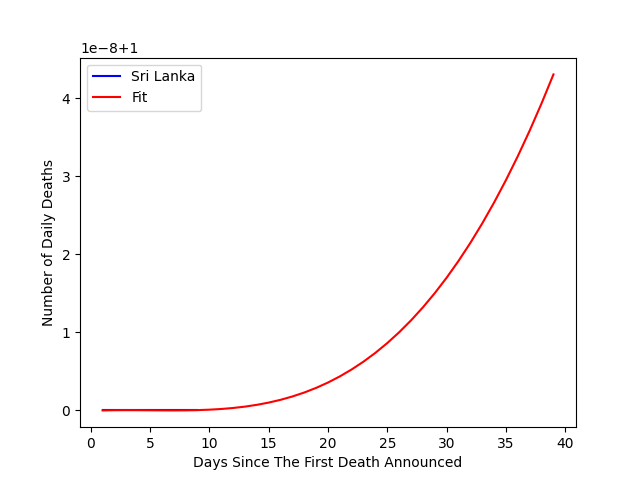 1e−8+1
Sri Lanka
Fit
Number of Daily Deaths
4
3
2
1
0
0 5 10 15 20 25 30 35 40
Days Since The First Death Announced